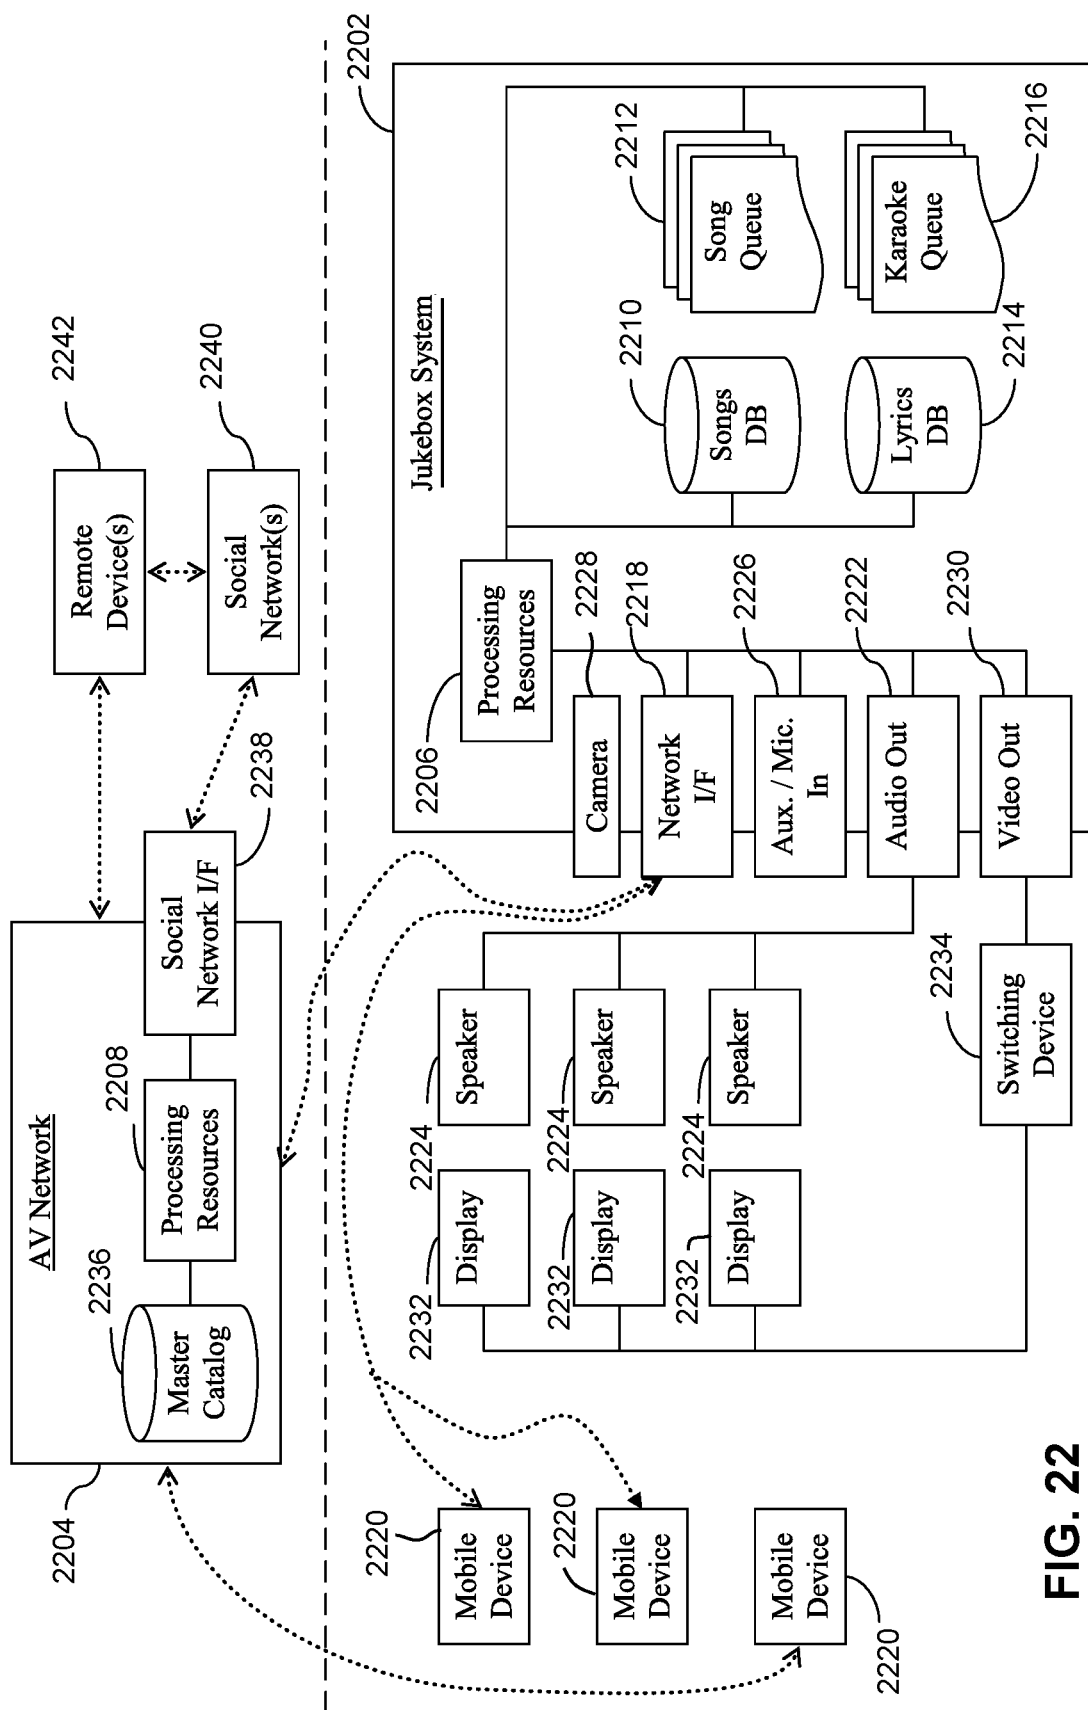 AV Network
2204
2236
Master
Catalog
2208
Processing
Resources
Social
Network I/F
2238
Remote
Device(s)
2242
Social
Network(s)
2240
2220
Mobile
Device
2220
Mobile
Device
Mobile
Device
2220
2232
Display
2232
Display
2232
Display
2224
Speaker
2224
Speaker
2224
Speaker
2234
Switching
Device
2202
Jukebox System
2206
Processing
Resources
Camera
2228
Network
I/F
2218
Aux. / Mic.
In
2226
Audio Out
2222
Video Out
2230
2210
Songs
DB
Lyrics
DB
2214
2212
Song
Queue
Karaoke
Queue
2216
FIG. 22